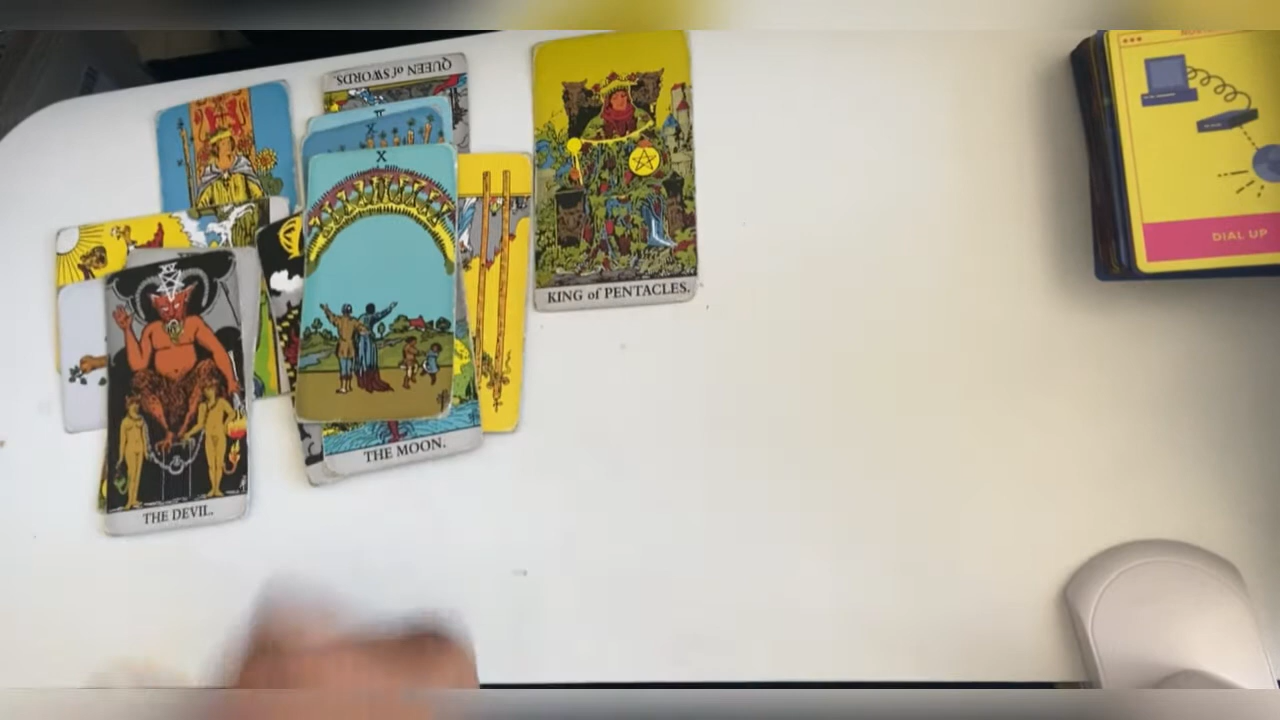 QUEEN of SWORDS.
X
X
KING of PENTACLES.
DIAL UP
THE MOON.
THE DEVIL.